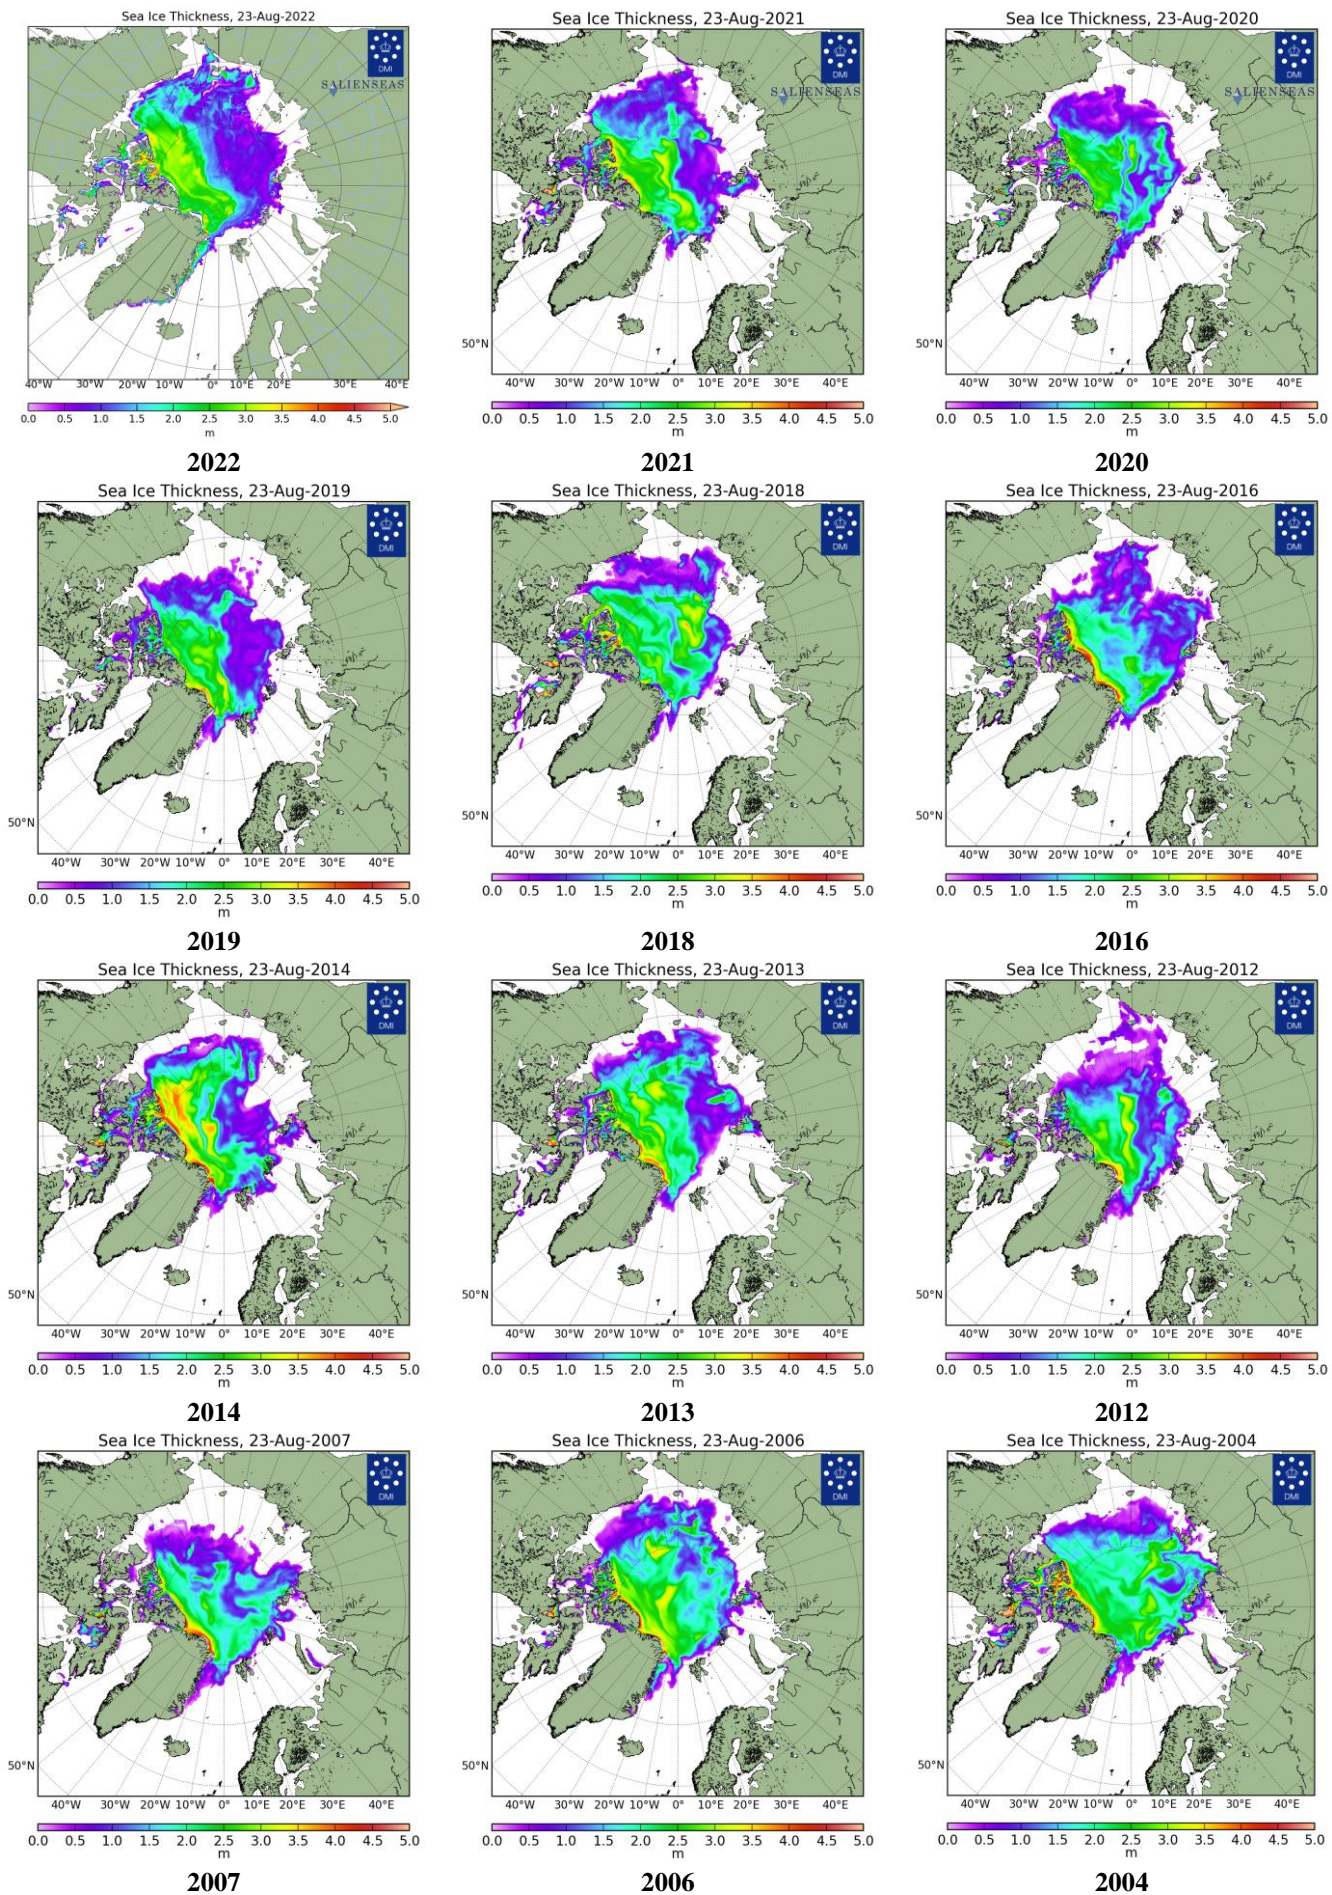 Sea Ice Thickness, 23-Aug-2022
DMI
SALIENSEAS
40°W 30°W 20°W 10°W 0° 10°E 20°E 30°E 40°E
0.0 0.5 1.0 1.5 2.0 2.5 3.0 3.5 4.0 4.5 5.0
m
2022
Sea Ice Thickness, 23-Aug-2021
DMI
SALIENSEAS
50°N
40°W 30°W 20°W 10°W 0° 10°E 20°E 30°E 40°E
0.0 0.5 1.0 1.5 2.0 2.5 3.0 3.5 4.0 4.5 5.0
m
2021
Sea Ice Thickness, 23-Aug-2020
DMI
SALIENSEAS
50°N
40°W 30°W 20°W 10°W 0° 10°E 20°E 30°E 40°E
0.0 0.5 1.0 1.5 2.0 2.5 3.0 3.5 4.0 4.5 5.0
m
2020
Sea Ice Thickness, 23-Aug-2019
DMI
50°N
40°W 30°W 20°W 10°W 0° 10°E 20°E 30°E 40°E
0.0 0.5 1.0 1.5 2.0 2.5 3.0 3.5 4.0 4.5 5.0
m
2019
Sea Ice Thickness, 23-Aug-2018
DMI
50°N
40°W 30°W 20°W 10°W 0° 10°E 20°E 30°E 40°E
0.0 0.5 1.0 1.5 2.0 2.5 3.0 3.5 4.0 4.5 5.0
m
2018
Sea Ice Thickness, 23-Aug-2016
DMI
50°N
40°W 30°W 20°W 10°W 0° 10°E 20°E 30°E 40°E
0.0 0.5 1.0 1.5 2.0 2.5 3.0 3.5 4.0 4.5 5.0
m
2016
Sea Ice Thickness, 23-Aug-2014
DMI
50°N
40°W 30°W 20°W 10°W 0° 10°E 20°E 30°E 40°E
0.0 0.5 1.0 1.5 2.0 2.5 3.0 3.5 4.0 4.5 5.0
m
2014
Sea Ice Thickness, 23-Aug-2013
DMI
50°N
40°W 30°W 20°W 10°W 0° 10°E 20°E 30°E 40°E
0.0 0.5 1.0 1.5 2.0 2.5 3.0 3.5 4.0 4.5 5.0
m
2013
Sea Ice Thickness, 23-Aug-2012
DMI
50°N
40°W 30°W 20°W 10°W 0° 10°E 20°E 30°E 40°E
0.0 0.5 1.0 1.5 2.0 2.5 3.0 3.5 4.0 4.5 5.0
m
2012
Sea Ice Thickness, 23-Aug-2007
DMI
50°N
40°W 30°W 20°W 10°W 0° 10°E 20°E 30°E 40°E
0.0 0.5 1.0 1.5 2.0 2.5 3.0 3.5 4.0 4.5 5.0
m
2007
Sea Ice Thickness, 23-Aug-2006
DMI
50°N
40°W 30°W 20°W 10°W 0° 10°E 20°E 30°E 40°E
0.0 0.5 1.0 1.5 2.0 2.5 3.0 3.5 4.0 4.5 5.0
m
2006
Sea Ice Thickness, 23-Aug-2004
DMI
50°N
40°W 30°W 20°W 10°W 0° 10°E 20°E 30°E 40°E
0.0 0.5 1.0 1.5 2.0 2.5 3.0 3.5 4.0 4.5 5.0
m
2004